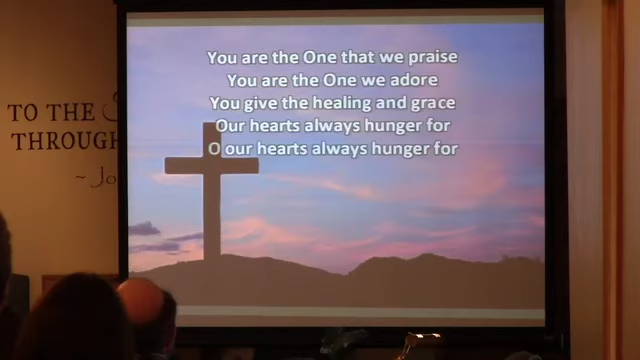 You are the One that we praise
You are the One we adore
You give the healing and grace
Our hearts always hunger for
O our hearts always hunger for
TO THE
THROUGH
~Jo